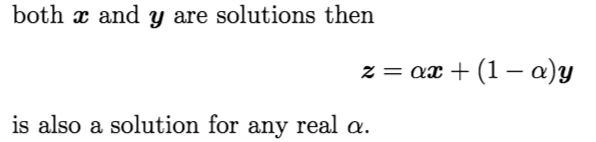 both x and y are solutions then
z = αx + (1 − α)y
is also a solution for any real α.